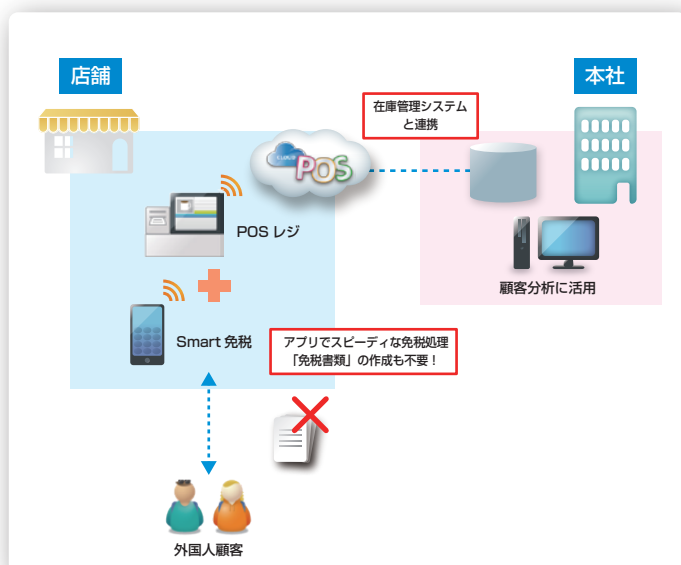 店舗
本社
在庫管理システム
と連携
CLOUD
POS
POS レジ
顧客分析に活用
Smart 免税
アプリでスピーディな免税処理
「免税書類」の作成も不要！
外国人顧客